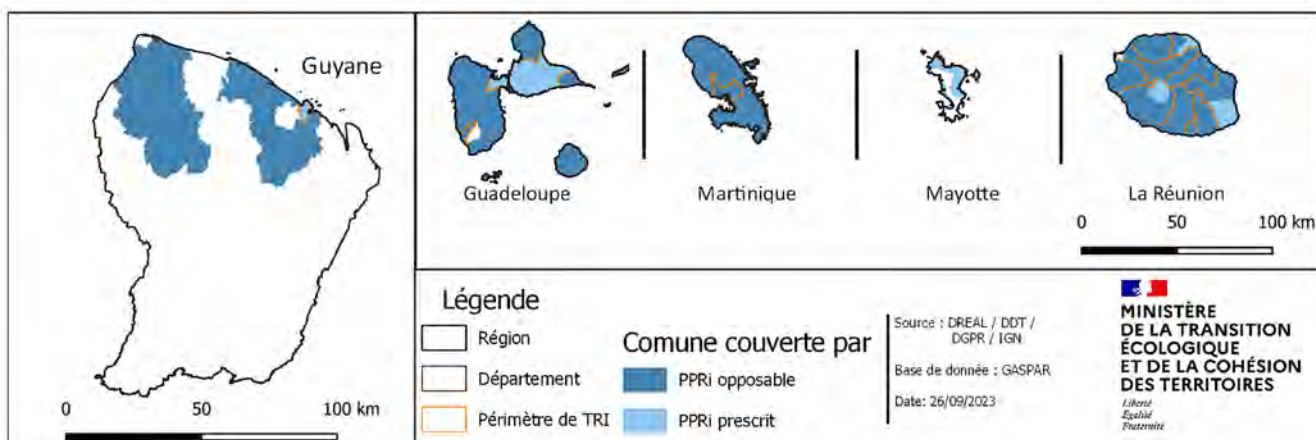 Guyane
0 50 100 km
Guadeloupe
Martinique
Mayotte
La Réunion
0 50 100 km
Légende
Région
Département
Périmètre de TRI
Comune couverte par
PPRi opposable
PPRi prescrit
Source : DREAL / DDT /
DGPR / IGN
Base de donnée : GASPAR
Date: 26/09/2023
MINISTÈRE
DE LA TRANSITION
ÉCOLOGIQUE
ET DE LA COHÉSION
DES TERRITOIRES
Liberté
Égalité
Fraternité